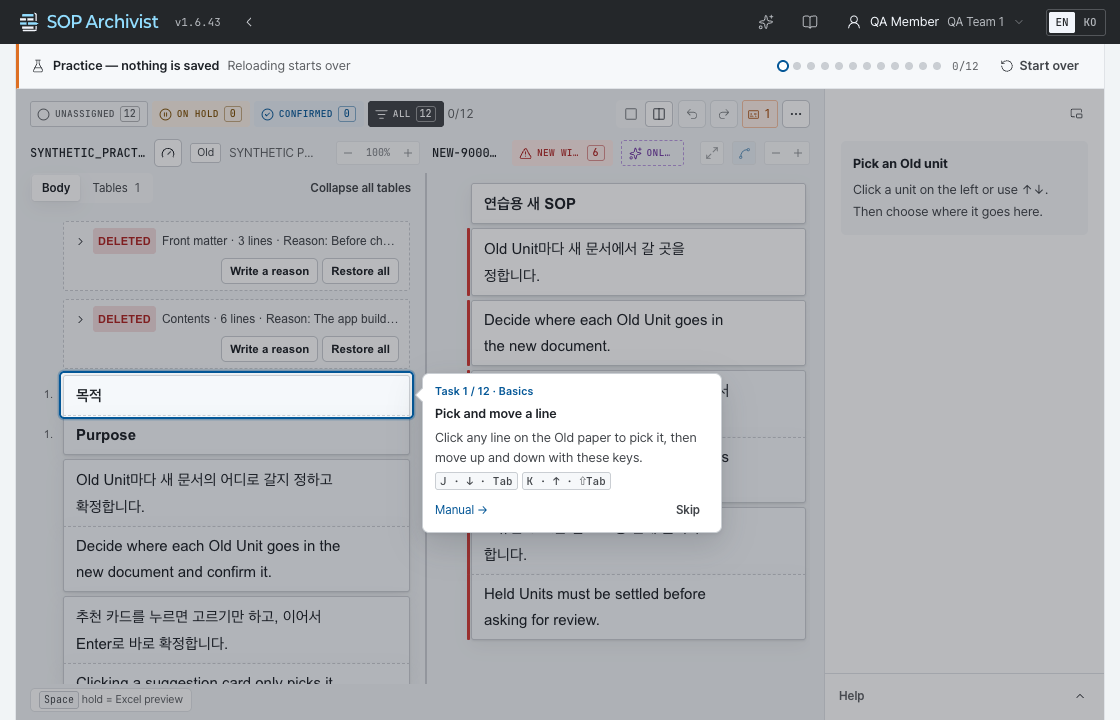 SOP Archivist v1.6.43
QA Member QA Team 1
EN KO
Practice — nothing is saved Reloading starts over
0/12 Start over
UNASSIGNED 12 ON HOLD 0 CONFIRMED 0 ALL 12 0/12
1
SYNTHETIC_PRACT… Old SYNTHETIC P… 100%
NEW-9000… NEW WI… 6 ONL…
Body Tables 1 Collapse all tables
DELETED Front matter · 3 lines · Reason: Before ch…
Write a reason Restore all
DELETED Contents · 6 lines · Reason: The app build…
Write a reason Restore all
1. 목적
1. Purpose
Old Unit마다 새 문서의 어디로 갈지 정하고
확정합니다.
Decide where each Old Unit goes in the
new document and confirm it.
추천 카드를 누르면 고르기만 하고, 이어서
Enter로 바로 확정합니다.
Clicking a suggestion card only picks it
Space hold = Excel preview
연습용 새 SOP
Old Unit마다 새 문서에서 갈 곳을
정합니다.
Decide where each Old Unit goes in
the new document.
서
s
합니다.
Held Units must be settled before
asking for review.
Task 1 / 12 · Basics
Pick and move a line
Click any line on the Old paper to pick it, then
move up and down with these keys.
J · ↓ · Tab K · ↑ · ⇧Tab
Manual → Skip
Pick an Old unit
Click a unit on the left or use ↑↓.
Then choose where it goes here.
Help